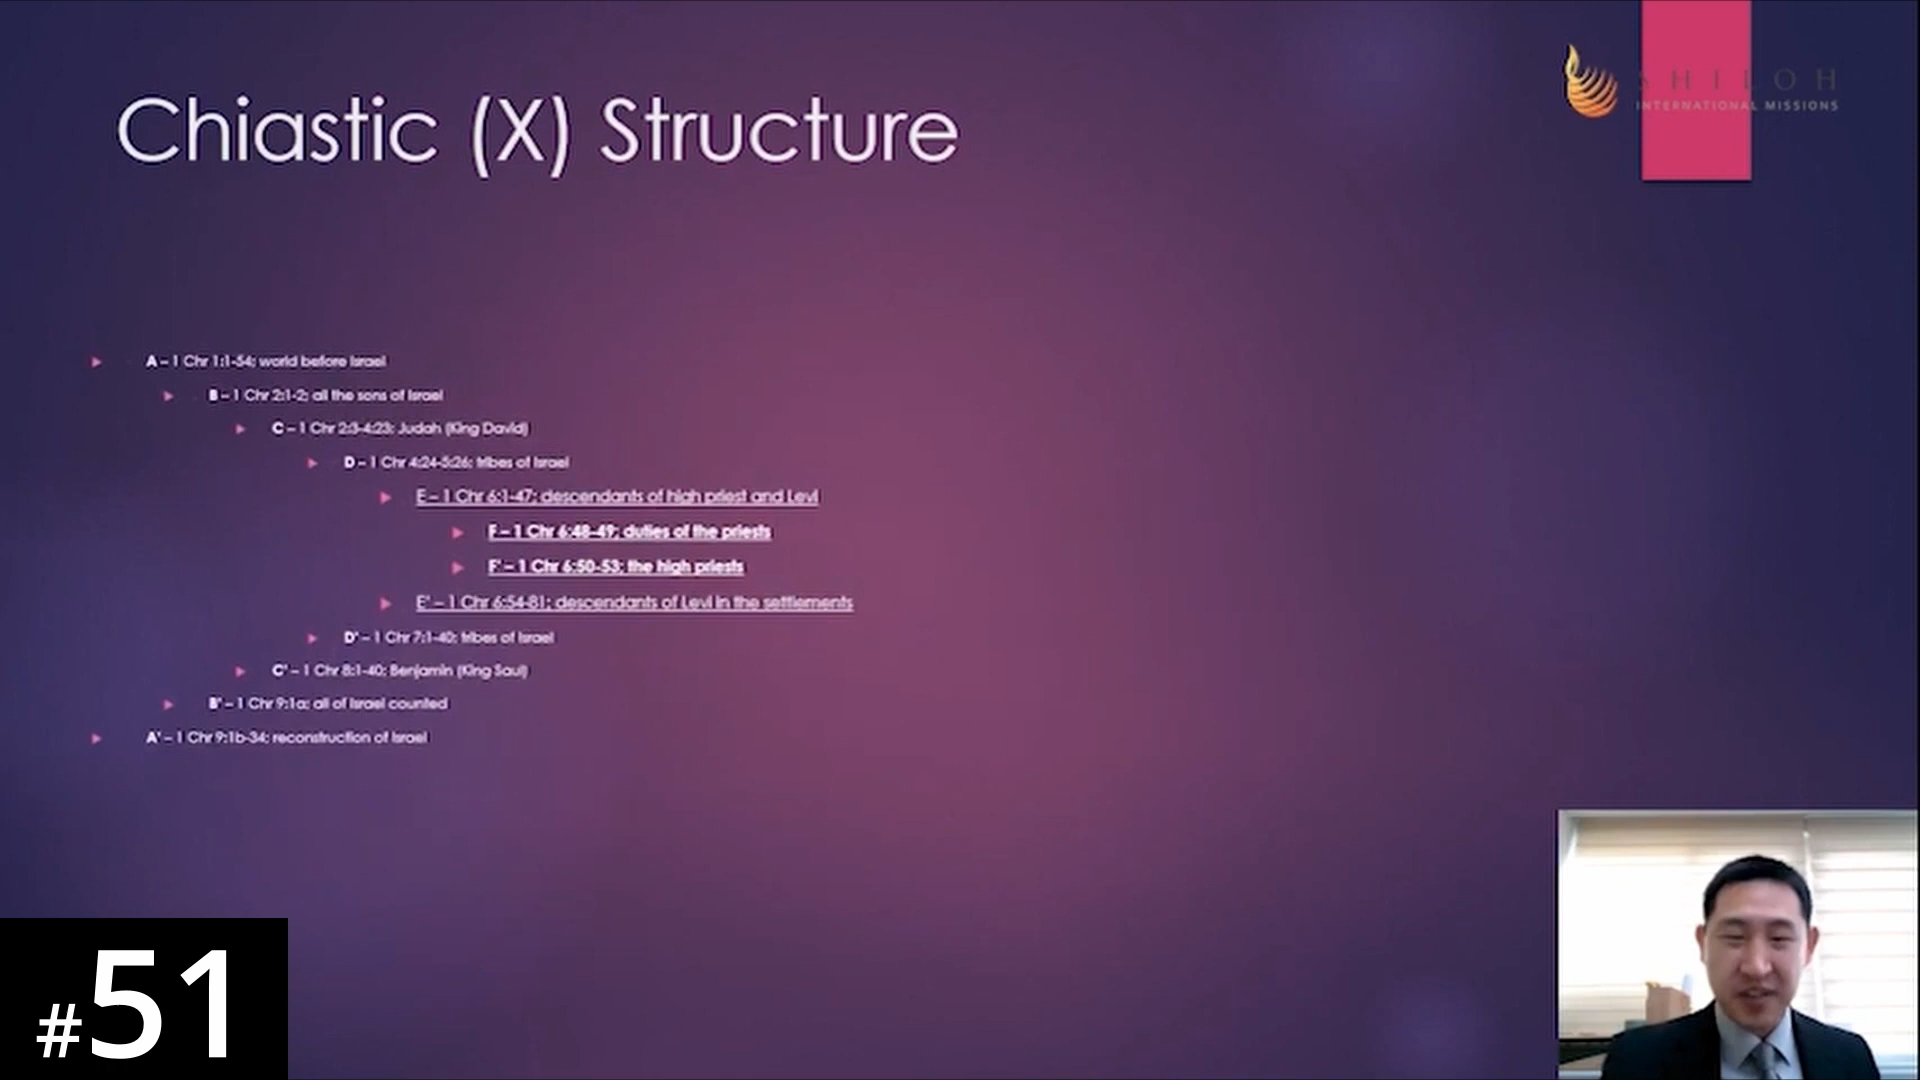 Chiastic (X) Structure
SHILOH
INTERNATIONAL MISSIONS
A – 1 Chr 1:1-54; world before Israel
B – 1 Chr 2:1-2; all the sons of Israel
C – 1 Chr 2:3-4:23; Judah (King David)
D – 1 Chr 4:24-5:26; tribes of Israel
E – 1 Chr 6:1-47; descendants of high priest and Levi
F – 1 Chr 6:48-49; duties of the priests
F' – 1 Chr 6:50-53; the high priests
E' – 1 Chr 6:54-81; descendants of Levi in the settlements
D' – 1 Chr 7:1-40; tribes of Israel
C' – 1 Chr 8:1-40; Benjamin (King Saul)
B' – 1 Chr 9:1a; all of Israel counted
A' – 1 Chr 9:1b-34; reconstruction of Israel
#51